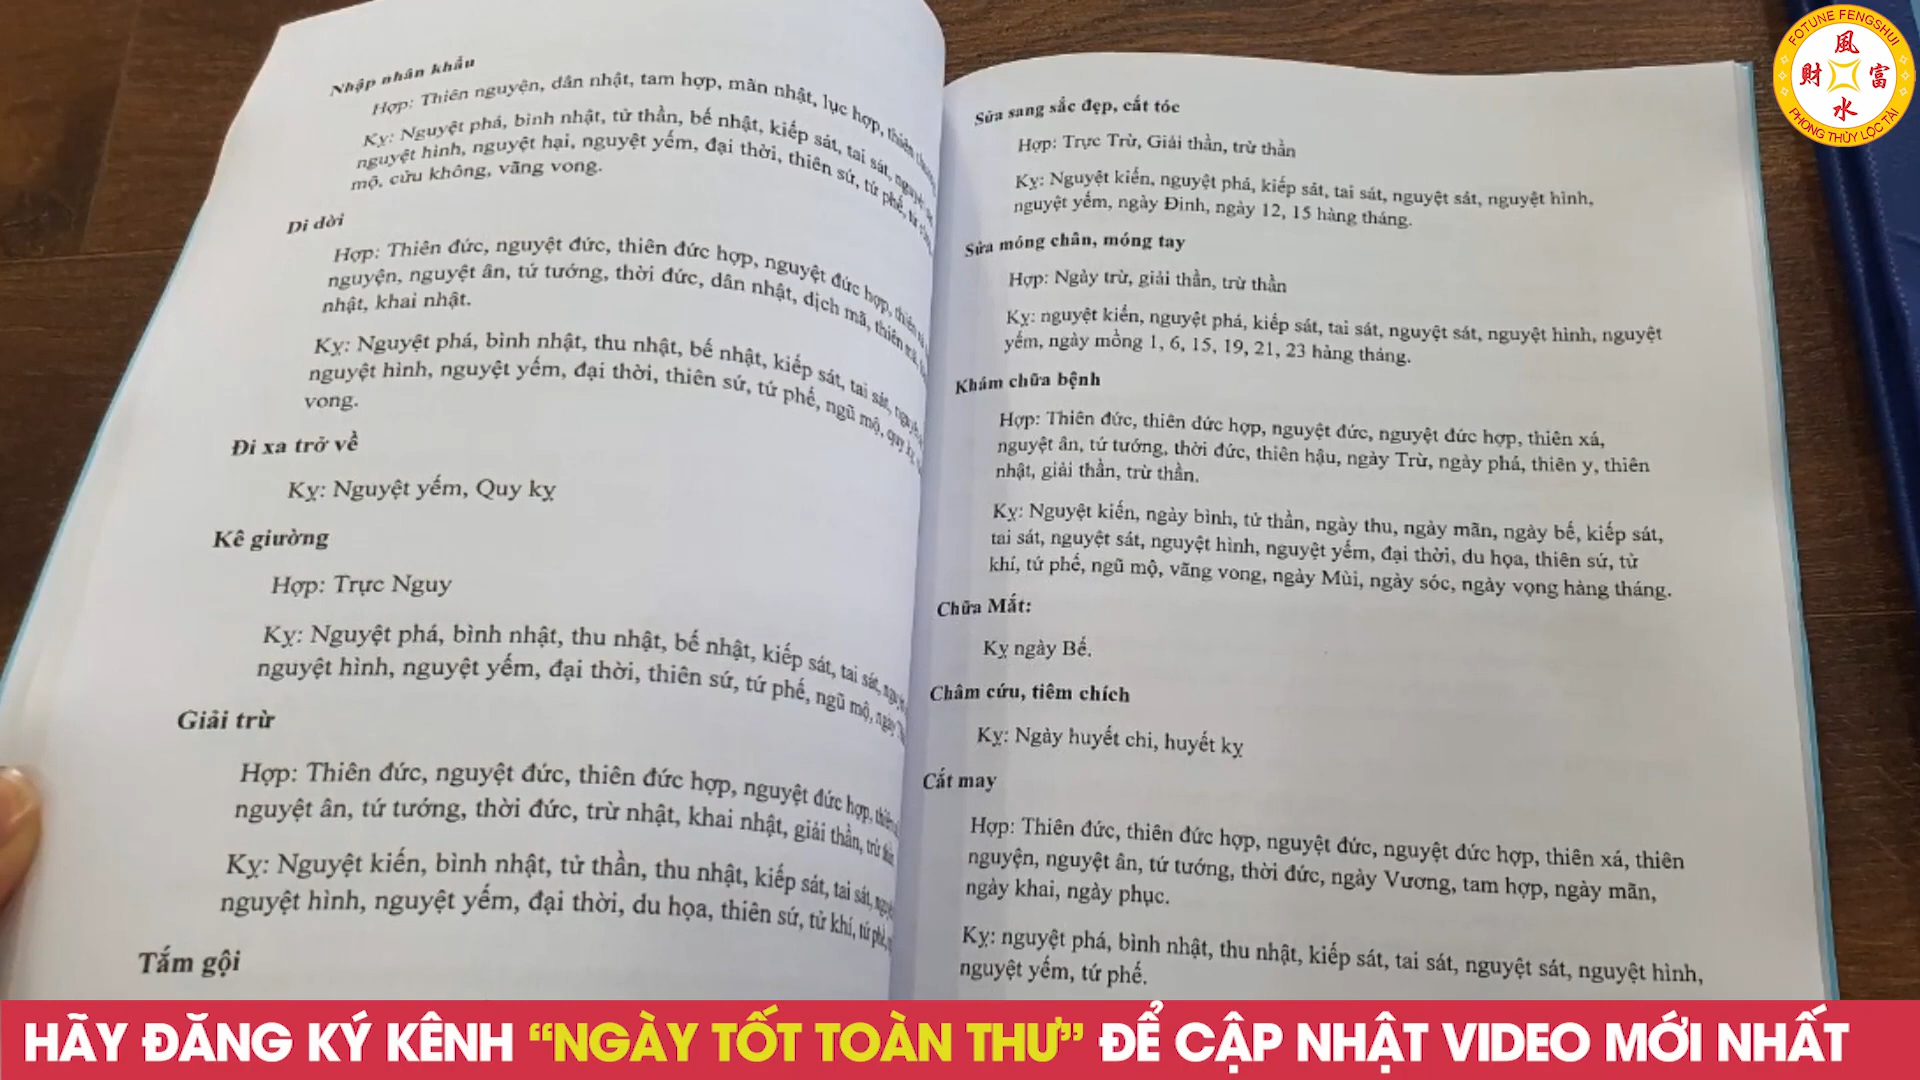 Nhập nhân khẩu
Hợp: Thiên nguyện, dân nhật, tam hợp, mãn nhật, lục hợp, thiên
Kỵ: Nguyệt phá, bình nhật, tử thần, bế nhật, kiếp sát, tai sát,
nguyệt hình, nguyệt hại, nguyệt yếm, đại thời, thiên sứ, tứ phế,
mộ, cửu không, vãng vong.
Di dời
Hợp: Thiên đức, nguyệt đức, thiên đức hợp, nguyệt đức hợp, thiên xá
nguyện, nguyệt ân, tứ tướng, thời đức, dân nhật, dịch mã, thiên mã,
nhật, khai nhật.
Kỵ: Nguyệt phá, bình nhật, thu nhật, bế nhật, kiếp sát, tai sát,
nguyệt hình, nguyệt yếm, đại thời, thiên sứ, tứ phế, ngũ mộ, quy kỵ,
vong.
Đi xa trở về
Kỵ: Nguyệt yếm, Quy kỵ
Kê giường
Hợp: Trực Nguy
Kỵ: Nguyệt phá, bình nhật, thu nhật, bế nhật, kiếp sát, tai sát,
nguyệt hình, nguyệt yếm, đại thời, thiên sứ, tứ phế, ngũ mộ, ngày
Giải trừ
Hợp: Thiên đức, nguyệt đức, thiên đức hợp, nguyệt đức hợp,
nguyệt ân, tứ tướng, thời đức, trừ nhật, khai nhật, giải thần, trừ thần.
Kỵ: Nguyệt kiến, bình nhật, tử thần, thu nhật, kiếp sát, tai sát,
nguyệt hình, nguyệt yếm, đại thời, du họa, thiên sứ, tử khí, tứ phế,
Tắm gội
Sửa sang sắc đẹp, cắt tóc
Hợp: Trực Trừ, Giải thần, trừ thần
Kỵ: Nguyệt kiến, nguyệt phá, kiếp sát, tai sát, nguyệt sát, nguyệt hình,
nguyệt yếm, ngày Đinh, ngày 12, 15 hàng tháng.
Sửa móng chân, móng tay
Hợp: Ngày trừ, giải thần, trừ thần
Kỵ: nguyệt kiến, nguyệt phá, kiếp sát, tai sát, nguyệt sát, nguyệt hình, nguyệt
yếm, ngày mồng 1, 6, 15, 19, 21, 23 hàng tháng.
Khám chữa bệnh
Hợp: Thiên đức, thiên đức hợp, nguyệt đức, nguyệt đức hợp, thiên xá,
nguyệt ân, tứ tướng, thời đức, thiên hậu, ngày Trừ, ngày phá, thiên y, thiên
nhật, giải thần, trừ thần.
Kỵ: Nguyệt kiến, ngày bình, tử thần, ngày thu, ngày mãn, ngày bế, kiếp sát,
tai sát, nguyệt sát, nguyệt hình, nguyệt yếm, đại thời, du họa, thiên sứ, tử
khí, tứ phế, ngũ mộ, vãng vong, ngày Mùi, ngày sóc, ngày vọng hàng tháng.
Chữa Mắt:
Kỵ ngày Bế.
Châm cứu, tiêm chích
Kỵ: Ngày huyết chi, huyết kỵ
Cắt may
Hợp: Thiên đức, thiên đức hợp, nguyệt đức, nguyệt đức hợp, thiên xá, thiên
nguyện, nguyệt ân, tứ tướng, thời đức, ngày Vương, tam hợp, ngày mãn,
ngày khai, ngày phục.
Kỵ: nguyệt phá, bình nhật, thu nhật, kiếp sát, tai sát, nguyệt sát, nguyệt hình,
nguyệt yếm, tứ phế.
FOTUNE FENGSHUI
風
財 富
水
PHONG THỦY LỘC TÀI
HÃY ĐĂNG KÝ KÊNH “NGÀY TỐT TOÀN THƯ” ĐỂ CẬP NHẬT VIDEO MỚI NHẤT